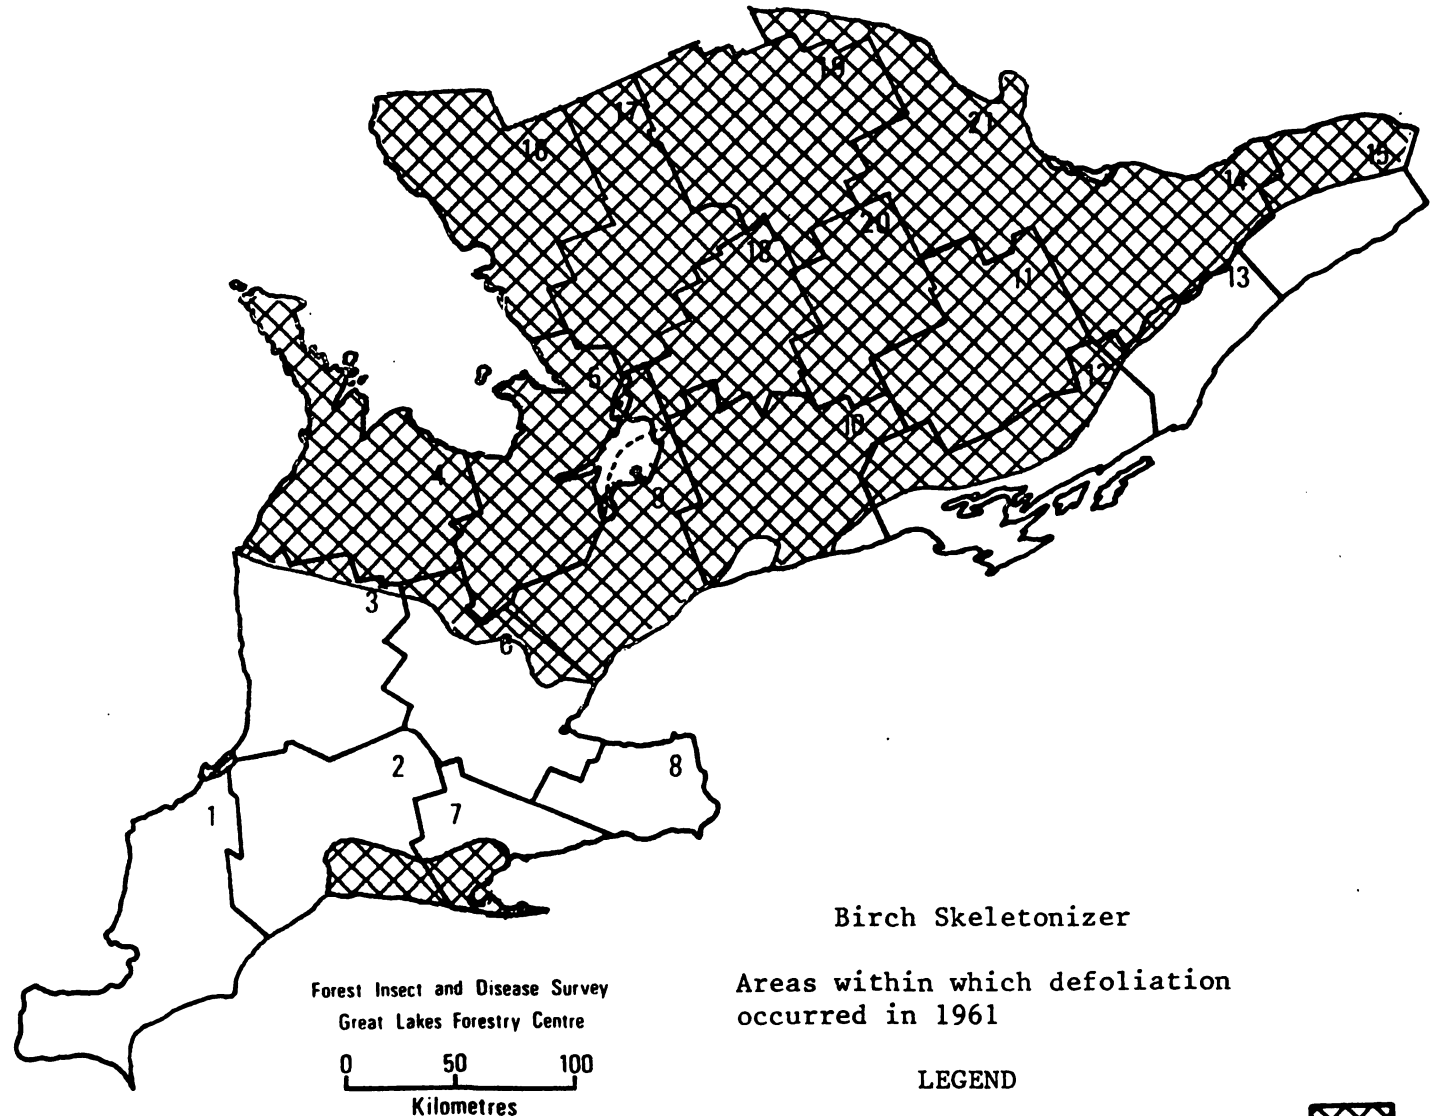 19
17
21
16
15
14
20
18
11
13
5
12
10
4
9
3
6
2
8
1
7
Birch Skeletonizer
Areas within which defoliation
occurred in 1961
Forest Insect and Disease Survey
Great Lakes Forestry Centre
0 50 100
Kilometres
LEGEND